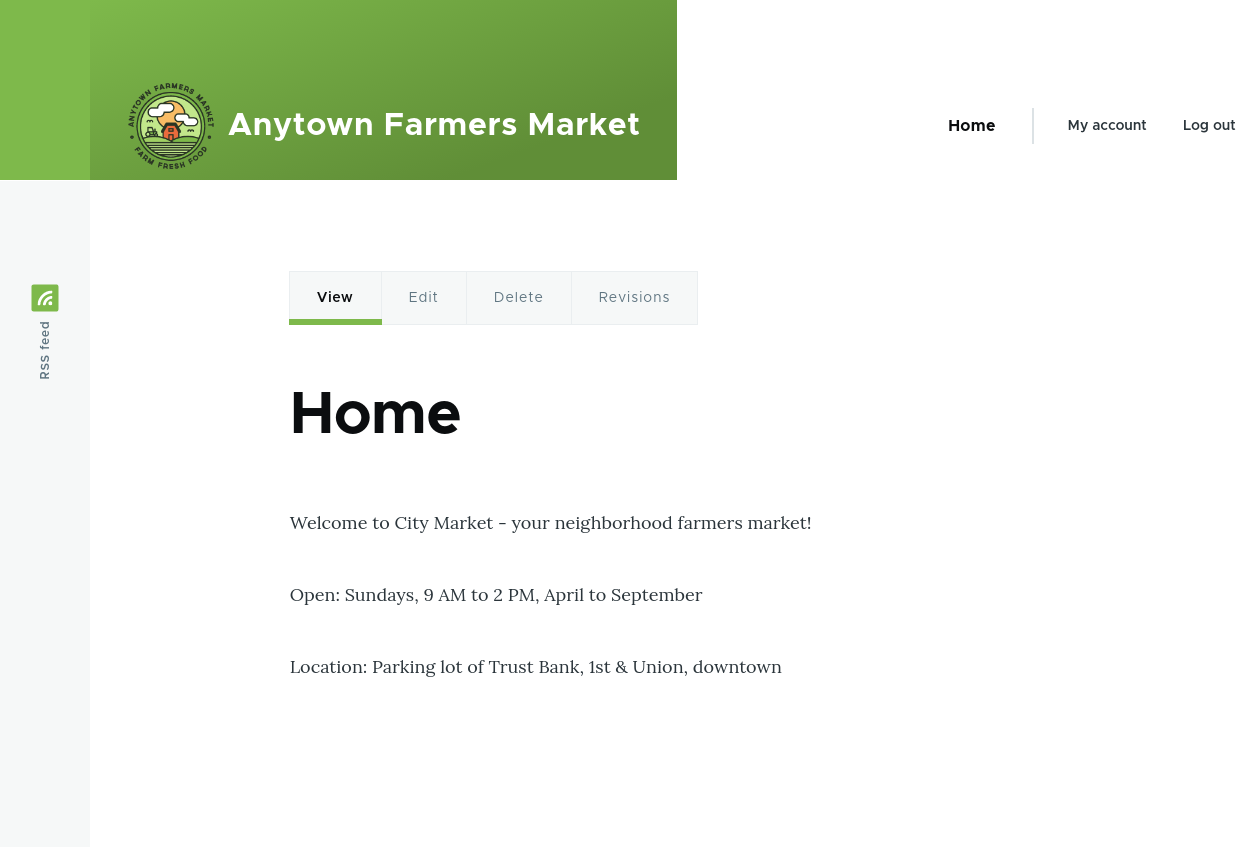 ANYTOWN FARMERS MARKET
FARM FRESH FOOD
Anytown Farmers Market
Home
My account
Log out
RSS feed
View
Edit
Delete
Revisions
Home
Welcome to City Market – your neighborhood farmers market!
Open: Sundays, 9 AM to 2 PM, April to September
Location: Parking lot of Trust Bank, 1st & Union, downtown